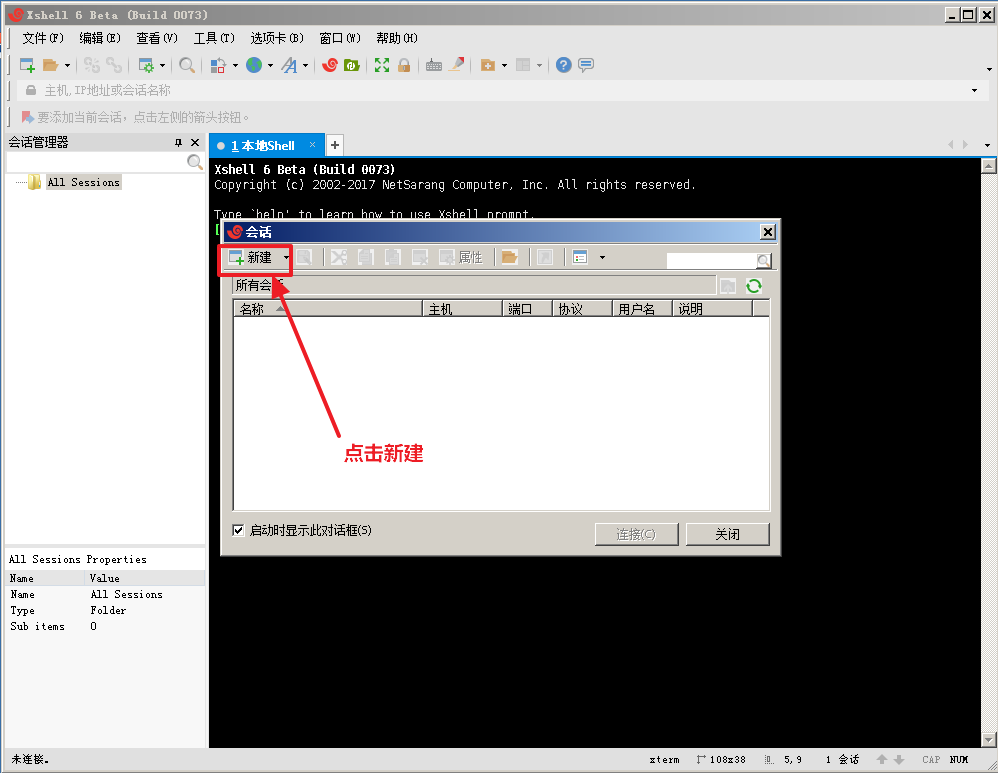 Xshell 6 Beta (Build 0073)
文件(F) 编辑(E) 查看(V) 工具(T) 选项卡(B) 窗口(W) 帮助(H)
主机,IP地址或会话名称
要添加当前会话，点击左侧的箭头按钮。
会话管理器
1 本地Shell
All Sessions
Xshell 6 Beta (Build 0073)
Copyright (c) 2002-2017 NetSarang Computer, Inc. All rights reserved.
Type `help' to learn how to use Xshell prompt.
[
会话
新建 属性
所有会话
名称 主机 端口 协议 用户名 说明
点击新建
启动时显示此对话框(S)
连接(C) 关闭
All Sessions Properties
Name Value
Name All Sessions
Type Folder
Sub items 0
未连接。 xterm 108x38 5,9 1 会话 CAP NUM